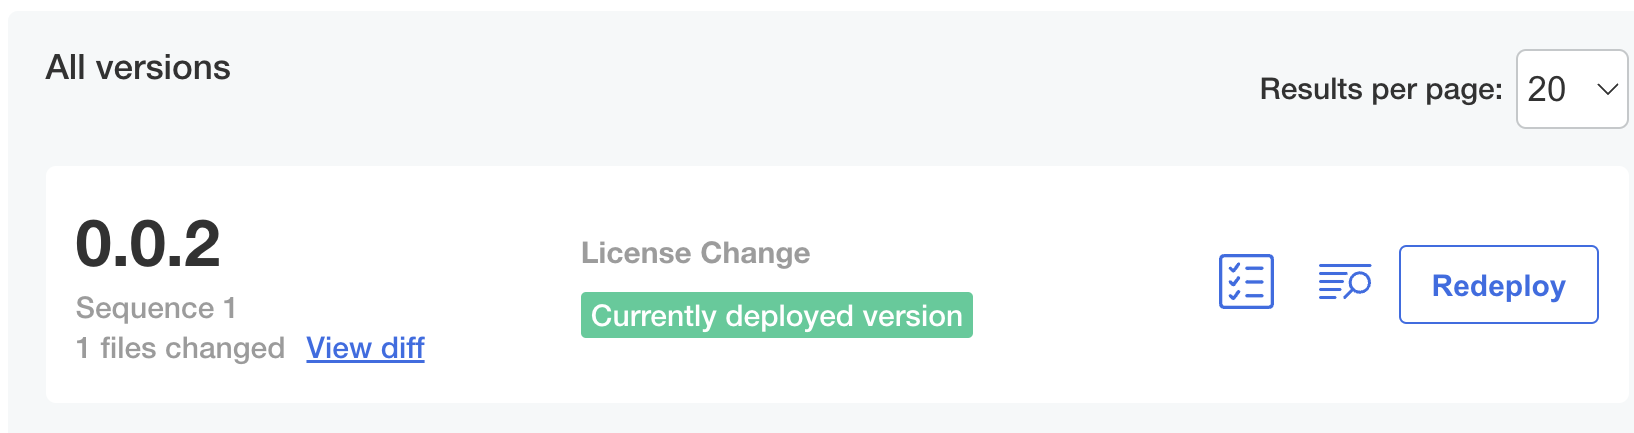 All versions
Results per page: 20
0.0.2
Sequence 1
1 files changed View diff
License Change
Currently deployed version
Redeploy